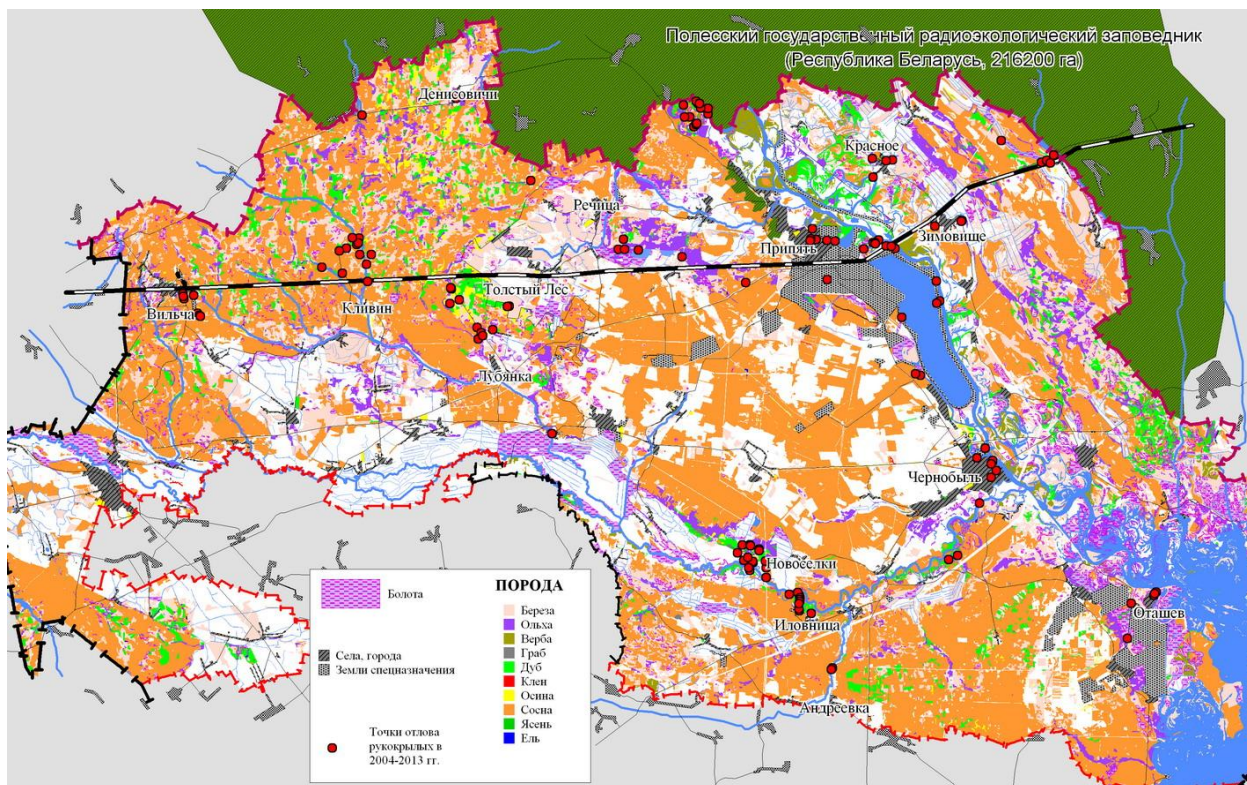 Полесский государственный радиоэкологический заповедник
(Республика Беларусь, 216200 га)
Денисовичи
Красное
Речица
Зимовище
Припять
Толстый Лес
Вильча
Кливин
Лубянка
Чернобыль
Новоселки
Оташев
Иловница
Андреевка
Болота
Села, города
Земли спецназначения
Точки отлова
рукокрылых в
2004-2013 гг.
ПОРОДА
Береза
Ольха
Верба
Граб
Дуб
Клен
Осина
Сосна
Ясень
Ель